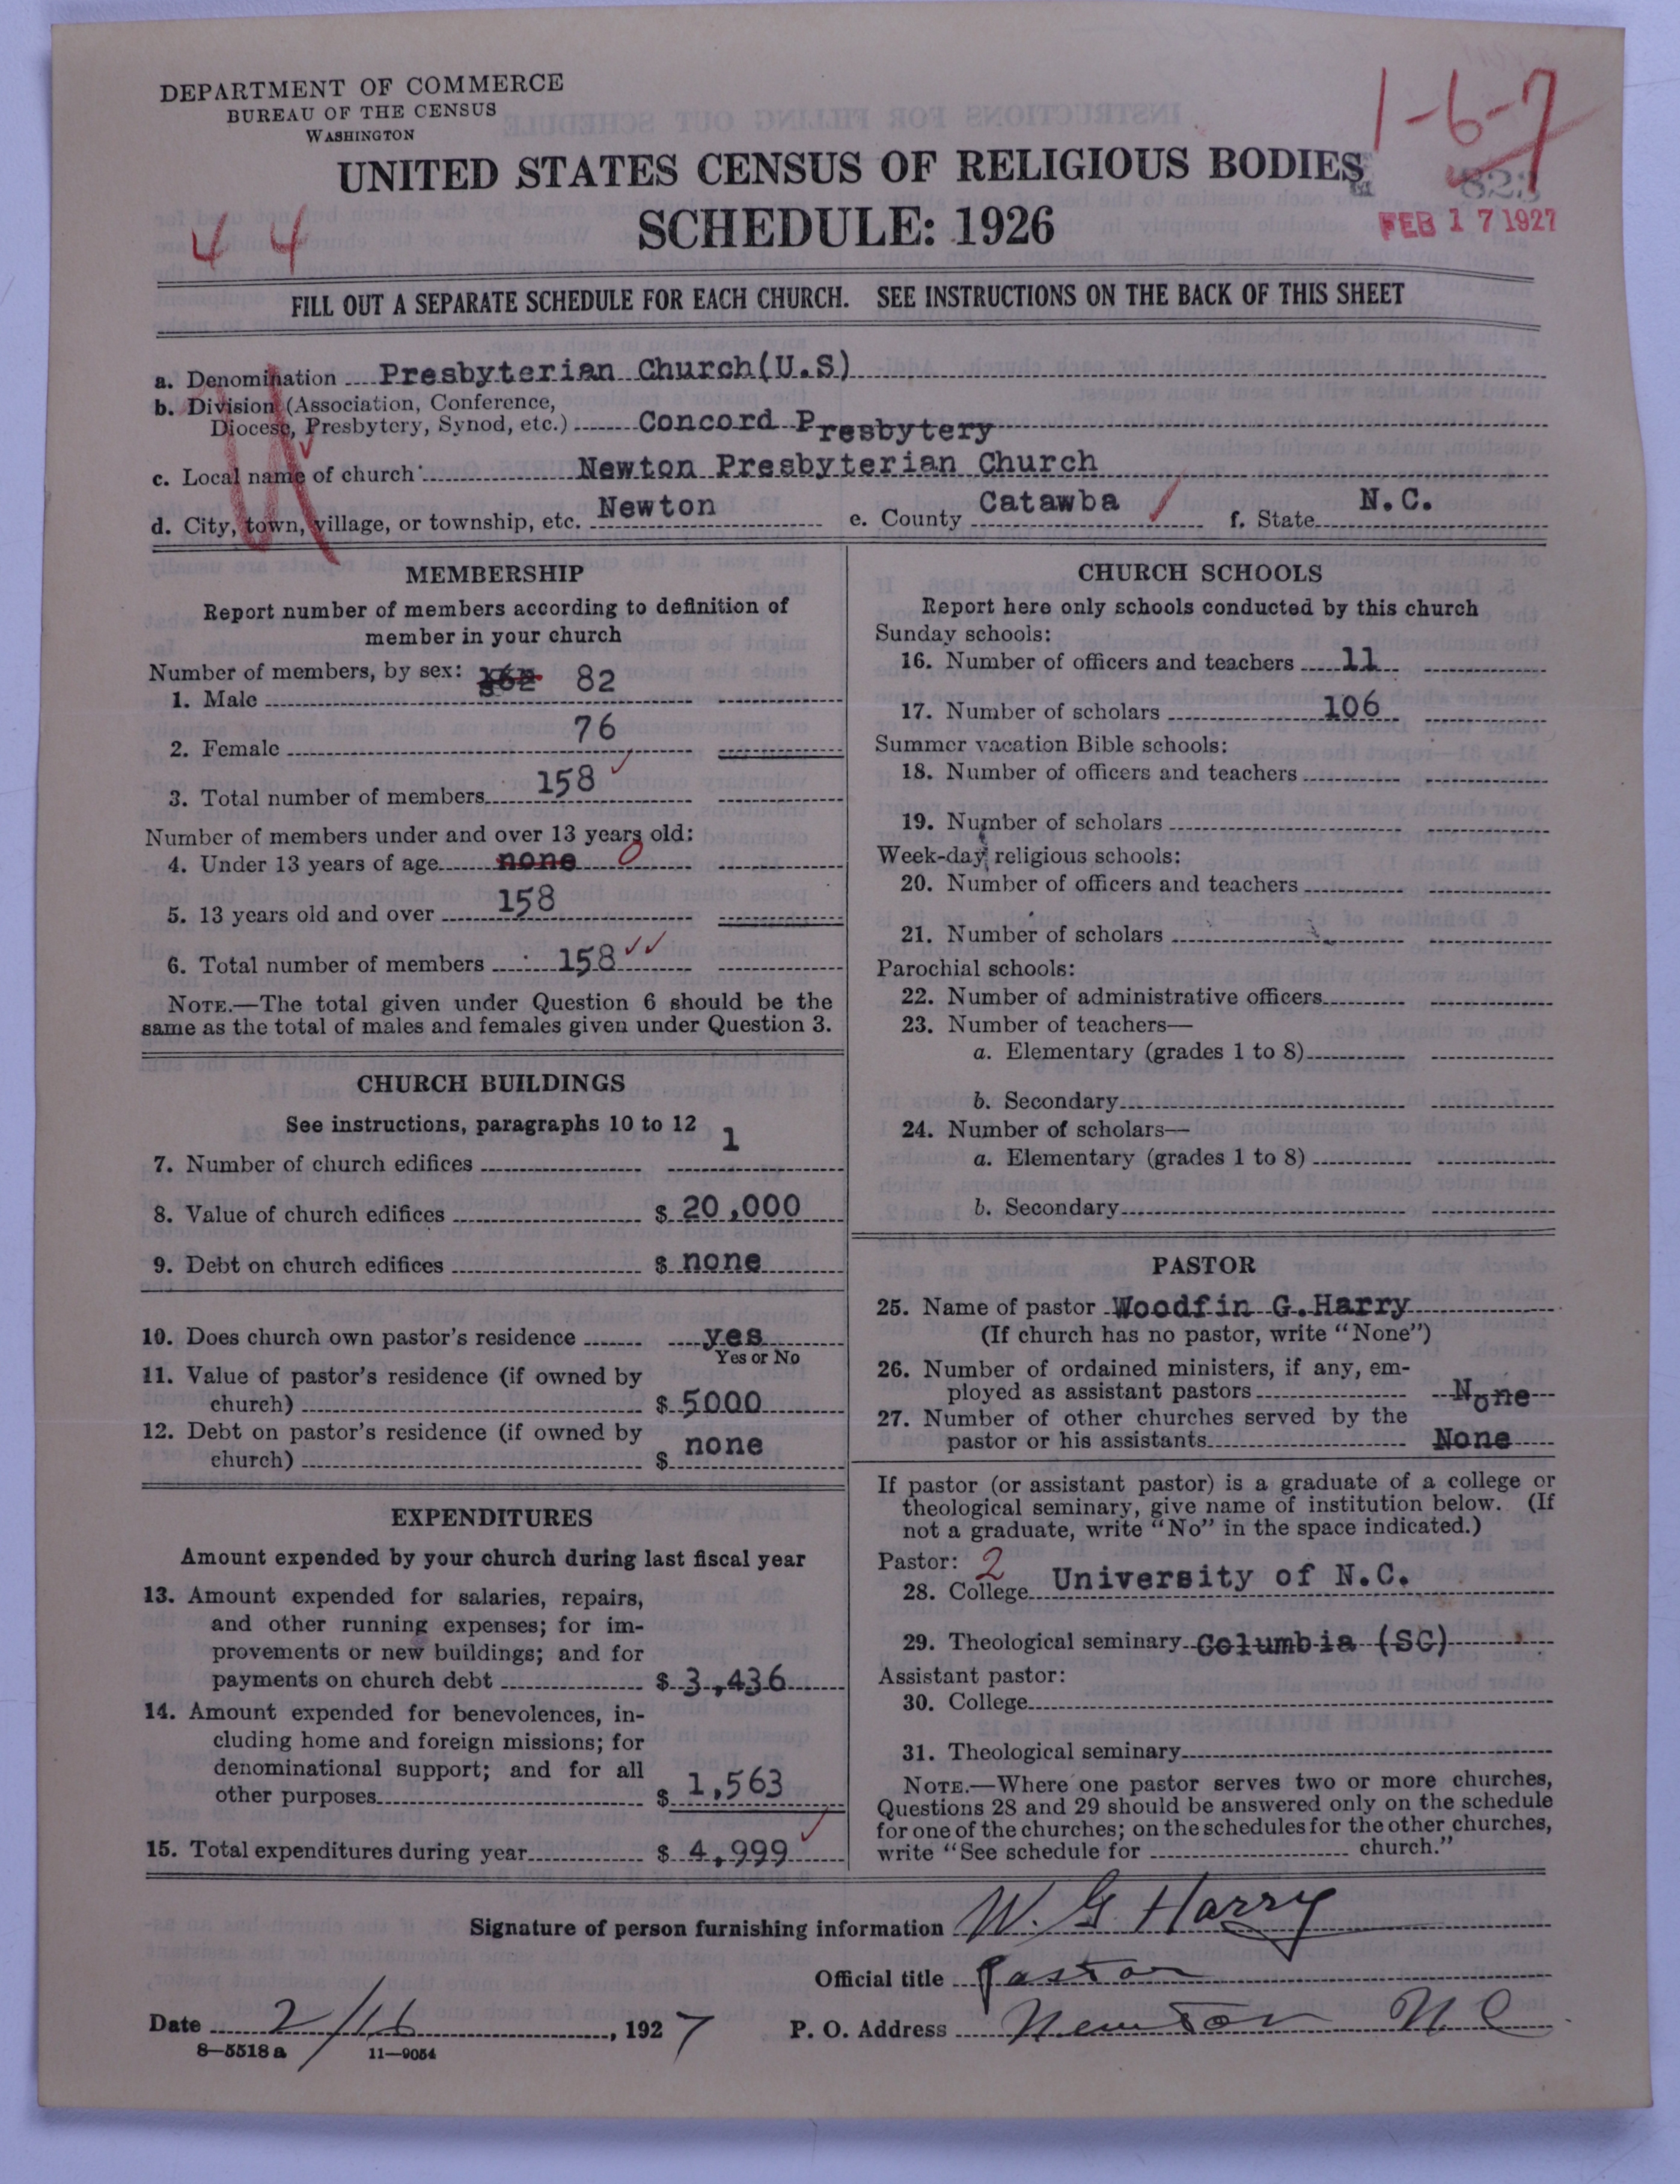 DEPARTMENT OF COMMERCE
BUREAU OF THE CENSUS
WASHINGTON
1-6-7
UNITED STATES CENSUS OF RELIGIOUS BODIES
SCHEDULE: 1926
823
FEB 17 1927
44
FILL OUT A SEPARATE SCHEDULE FOR EACH CHURCH. SEE INSTRUCTIONS ON THE BACK OF THIS SHEET
a. Denomination Presbyterian Church(U.S)
b. Division (Association, Conference,
Diocese, Presbytery, Synod, etc.) Concord Presbytery
c. Local name of church Newton Presbyterian Church
d. City, town, village, or township, etc. Newton e. County Catawba f. State N.C.
MEMBERSHIP
Report number of members according to definition of
member in your church
Number of members, by sex:
1. Male 82
2. Female 76
3. Total number of members 158
Number of members under and over 13 years old:
4. Under 13 years of age none 0
5. 13 years old and over 158
6. Total number of members 158
NOTE.—The total given under Question 6 should be the
same as the total of males and females given under Question 3.
CHURCH BUILDINGS
See instructions, paragraphs 10 to 12
7. Number of church edifices 1
8. Value of church edifices $ 20,000
9. Debt on church edifices $ none
10. Does church own pastor's residence yes
Yes or No
11. Value of pastor's residence (if owned by
church) $ 5000
12. Debt on pastor's residence (if owned by
church) $ none
EXPENDITURES
Amount expended by your church during last fiscal year
13. Amount expended for salaries, repairs,
and other running expenses; for im-
provements or new buildings; and for
payments on church debt $ 3,436
14. Amount expended for benevolences, in-
cluding home and foreign missions; for
denominational support; and for all
other purposes $ 1,563
15. Total expenditures during year $ 4,999
CHURCH SCHOOLS
Report here only schools conducted by this church
Sunday schools:
16. Number of officers and teachers 11
17. Number of scholars 106
Summer vacation Bible schools:
18. Number of officers and teachers
19. Number of scholars
Week-day religious schools:
20. Number of officers and teachers
21. Number of scholars
Parochial schools:
22. Number of administrative officers
23. Number of teachers—
a. Elementary (grades 1 to 8)
b. Secondary
24. Number of scholars—
a. Elementary (grades 1 to 8)
b. Secondary
PASTOR
25. Name of pastor Woodfin G.Harry
(If church has no pastor, write "None")
26. Number of ordained ministers, if any, em-
ployed as assistant pastors None
27. Number of other churches served by the
pastor or his assistants None
If pastor (or assistant pastor) is a graduate of a college or
theological seminary, give name of institution below. (If
not a graduate, write "No" in the space indicated.)
Pastor: 2
28. College University of N.C.
29. Theological seminary Columbia (SC)
Assistant pastor:
30. College
31. Theological seminary
NOTE.—Where one pastor serves two or more churches,
Questions 28 and 29 should be answered only on the schedule
for one of the churches; on the schedules for the other churches,
write "See schedule for church."
Signature of person furnishing information W. G Harry
Official title Pastor
Date 2/16, 1927 P. O. Address Newton N C
8—5518 a 11—9054